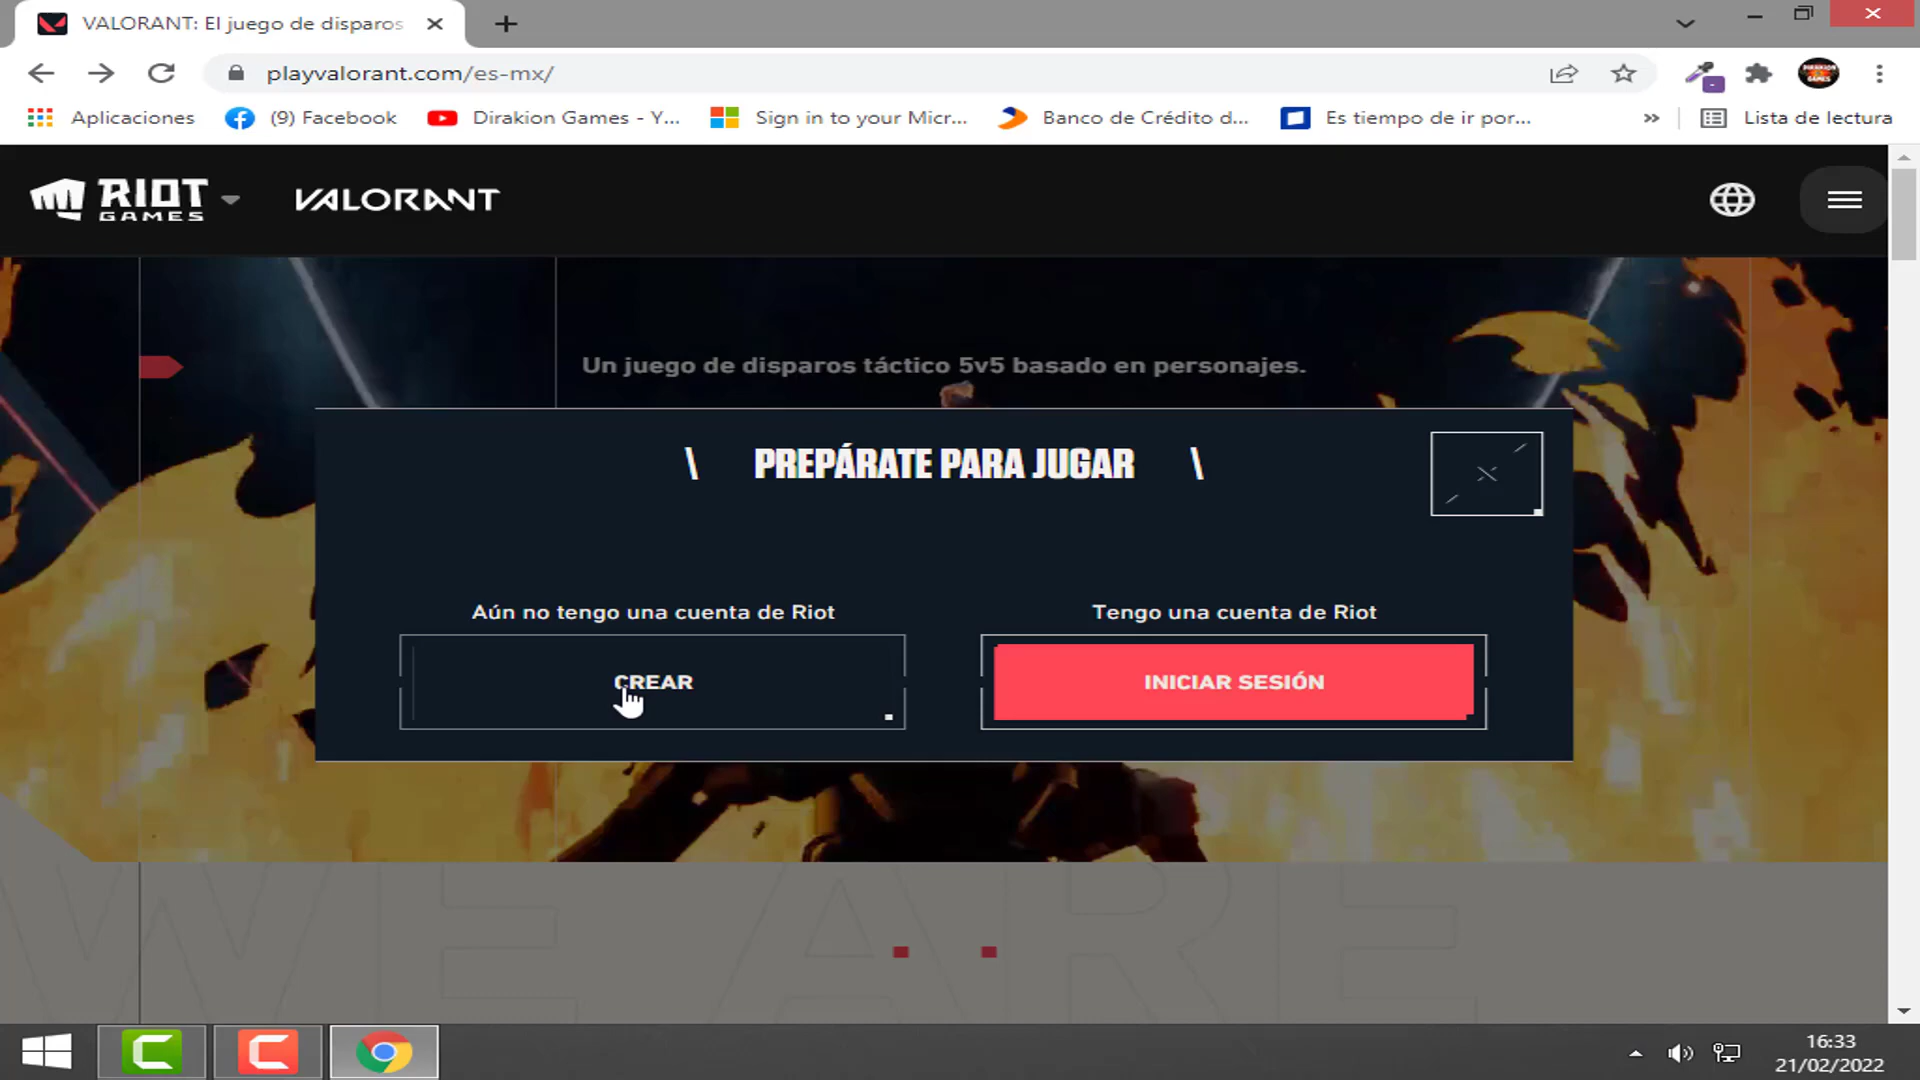 VALORANT: El juego de disparos
playvalorant.com/es-mx/
Aplicaciones
(9) Facebook
Dirakion Games - Y...
Sign in to your Micr...
Banco de Crédito d...
Es tiempo de ir por...
»
Lista de lectura
RIOT
GAMES
VALORANT
Un juego de disparos táctico 5v5 basado en personajes.
\ PREPÁRATE PARA JUGAR \
Aún no tengo una cuenta de Riot
Tengo una cuenta de Riot
CREAR
INICIAR SESIÓN
WE ARE
16:33
21/02/2022